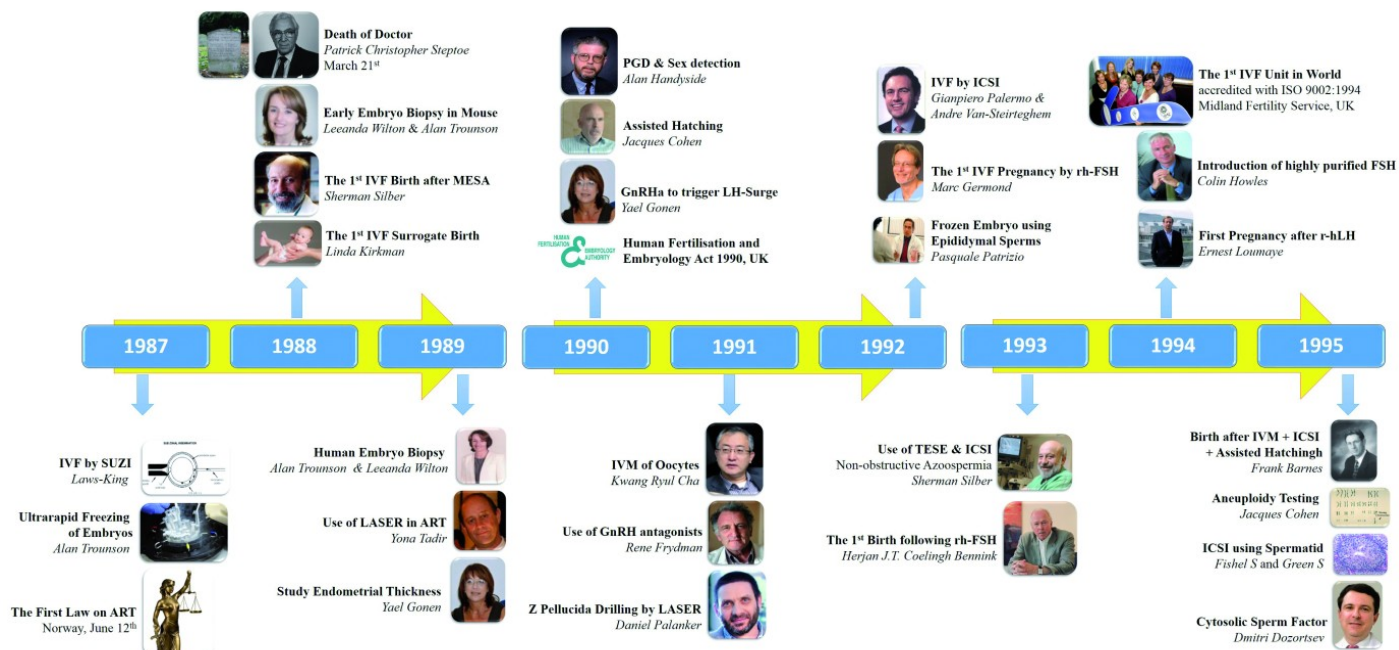 Death of Doctor
Patrick Christopher Steptoe
March 21st
Early Embryo Biopsy in Mouse
Leeanda Wilton & Alan Trounson
The 1st IVF Birth after MESA
Sherman Silber
The 1st IVF Surrogate Birth
Linda Kirkman
PGD & Sex detection
Alan Handyside
Assisted Hatching
Jacques Cohen
GnRHa to trigger LH-Surge
Yael Gonen
HUMAN
FERTILISATION
EMBRYOLOGY
AUTHORITY
Human Fertilisation and
Embryology Act 1990, UK
IVF by ICSI
Gianpiero Palermo &
Andre Van-Steirteghem
The 1st IVF Pregnancy by rh-FSH
Marc Germond
Frozen Embryo using
Epididymal Sperms
Pasquale Patrizio
The 1st IVF Unit in World
accredited with ISO 9002:1994
Midland Fertility Service, UK
Introduction of highly purified FSH
Colin Howles
First Pregnancy after r-hLH
Ernest Loumaye
1987
1988
1989
1990
1991
1992
1993
1994
1995
IVF by SUZI
Laws-King
Ultrarapid Freezing
of Embryos
Alan Trounson
The First Law on ART
Norway, June 12th
Human Embryo Biopsy
Alan Trounson & Leeanda Wilton
Use of LASER in ART
Yona Tadir
Study Endometrial Thickness
Yael Gonen
IVM of Oocytes
Kwang Ryul Cha
Use of GnRH antagonists
Rene Frydman
Z Pellucida Drilling by LASER
Daniel Palanker
Use of TESE & ICSI
Non-obstructive Azoospermia
Sherman Silber
The 1st Birth following rh-FSH
Herjan J.T. Coelingh Bennink
Birth after IVM + ICSI
+ Assisted Hatchingh
Frank Barnes
Aneuploidy Testing
Jacques Cohen
ICSI using Spermatid
Fishel S and Green S
Cytosolic Sperm Factor
Dmitri Dozortsev